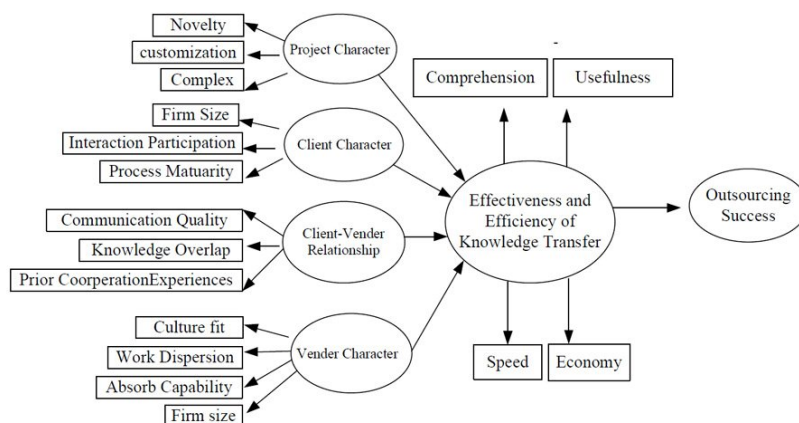 Novelty
customization
Complex
Project Character
Firm Size
Interaction Participation
Process Matuarity
Client Character
Communication Quality
Knowledge Overlap
Prior CoorperationExperiences
Client-Vender
Relationship
Culture fit
Work Dispersion
Absorb Capability
Firm size
Vender Character
Comprehension
Usefulness
Effectiveness and
Efficiency of
Knowledge Transfer
Speed
Economy
Outsourcing
Success